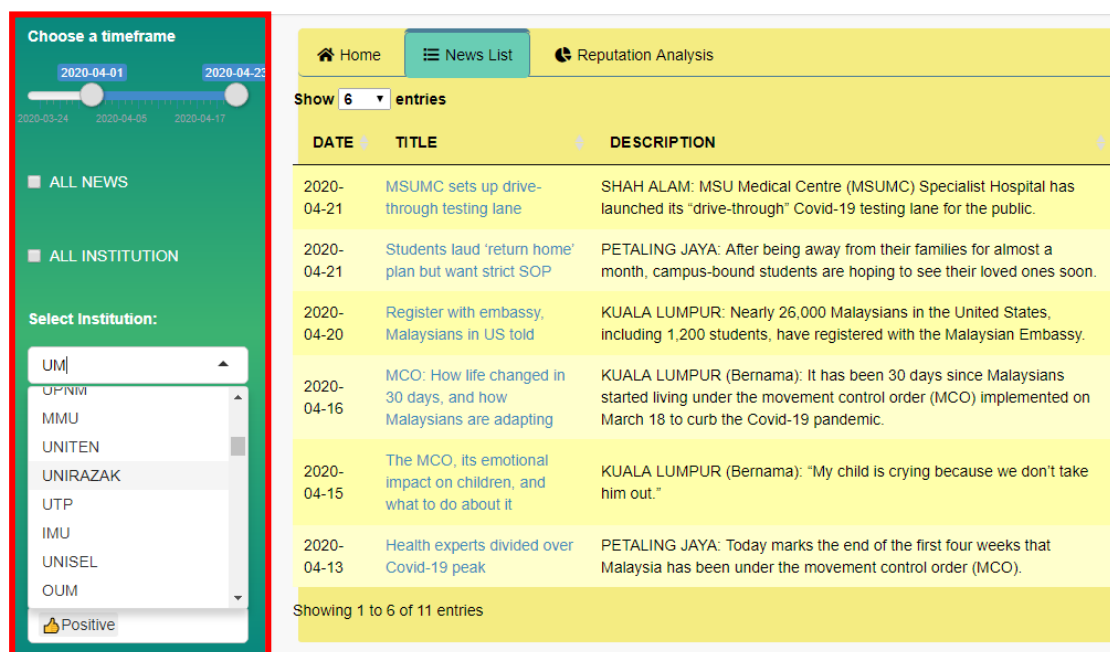 Choose a timeframe
2020-04-01 2020-04-23
2020-03-24 2020-04-05 2020-04-17
ALL NEWS
ALL INSTITUTION
Select Institution:
UM
UPNM
MMU
UNITEN
UNIRAZAK
UTP
IMU
UNISEL
OUM
Positive
Home News List Reputation Analysis
Show 6 entries
DATE TITLE DESCRIPTION
2020-
04-21
MSUMC sets up drive-
through testing lane
SHAH ALAM: MSU Medical Centre (MSUMC) Specialist Hospital has
launched its “drive-through” Covid-19 testing lane for the public.
2020-
04-21
Students laud ‘return home’
plan but want strict SOP
PETALING JAYA: After being away from their families for almost a
month, campus-bound students are hoping to see their loved ones soon.
2020-
04-20
Register with embassy,
Malaysians in US told
KUALA LUMPUR: Nearly 26,000 Malaysians in the United States,
including 1,200 students, have registered with the Malaysian Embassy.
2020-
04-16
MCO: How life changed in
30 days, and how
Malaysians are adapting
KUALA LUMPUR (Bernama): It has been 30 days since Malaysians
started living under the movement control order (MCO) implemented on
March 18 to curb the Covid-19 pandemic.
2020-
04-15
The MCO, its emotional
impact on children, and
what to do about it
KUALA LUMPUR (Bernama): “My child is crying because we don’t take
him out.”
2020-
04-13
Health experts divided over
Covid-19 peak
PETALING JAYA: Today marks the end of the first four weeks that
Malaysia has been under the movement control order (MCO).
Showing 1 to 6 of 11 entries